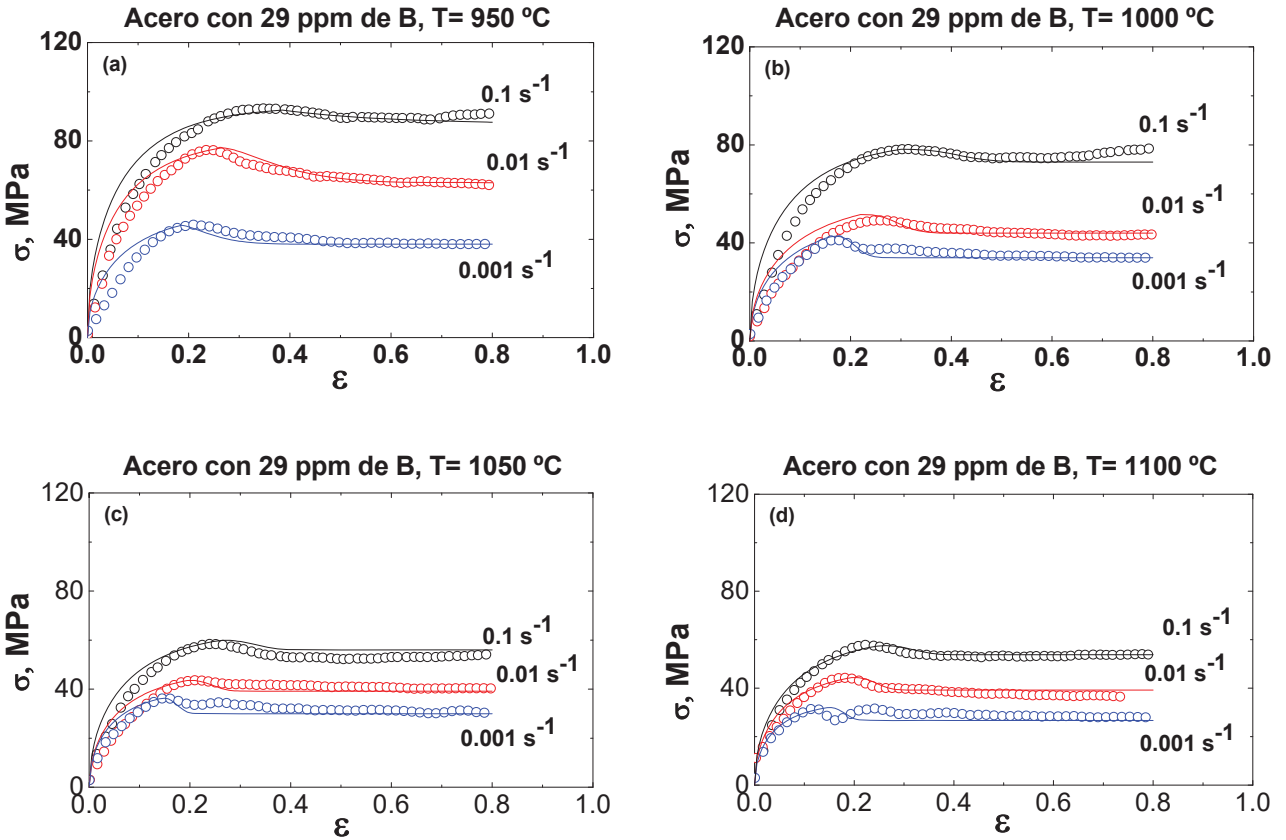 Acero con 29 ppm de B, T= 950 ºC
(a)
σ, MPa
120
80
40
0
0.1 s-1
0.01 s-1
0.001 s-1
0.0 0.2 0.4 0.6 0.8 1.0
ε
Acero con 29 ppm de B, T= 1000 ºC
(b)
σ, MPa
120
80
40
0
0.1 s-1
0.01 s-1
0.001 s-1
0.0 0.2 0.4 0.6 0.8 1.0
ε
Acero con 29 ppm de B, T= 1050 ºC
(c)
σ, MPa
120
80
40
0
0.1 s-1
0.01 s-1
0.001 s-1
0.0 0.2 0.4 0.6 0.8 1.0
ε
Acero con 29 ppm de B, T= 1100 ºC
(d)
σ, MPa
120
80
40
0
0.1 s-1
0.01 s-1
0.001 s-1
0.0 0.2 0.4 0.6 0.8 1.0
ε